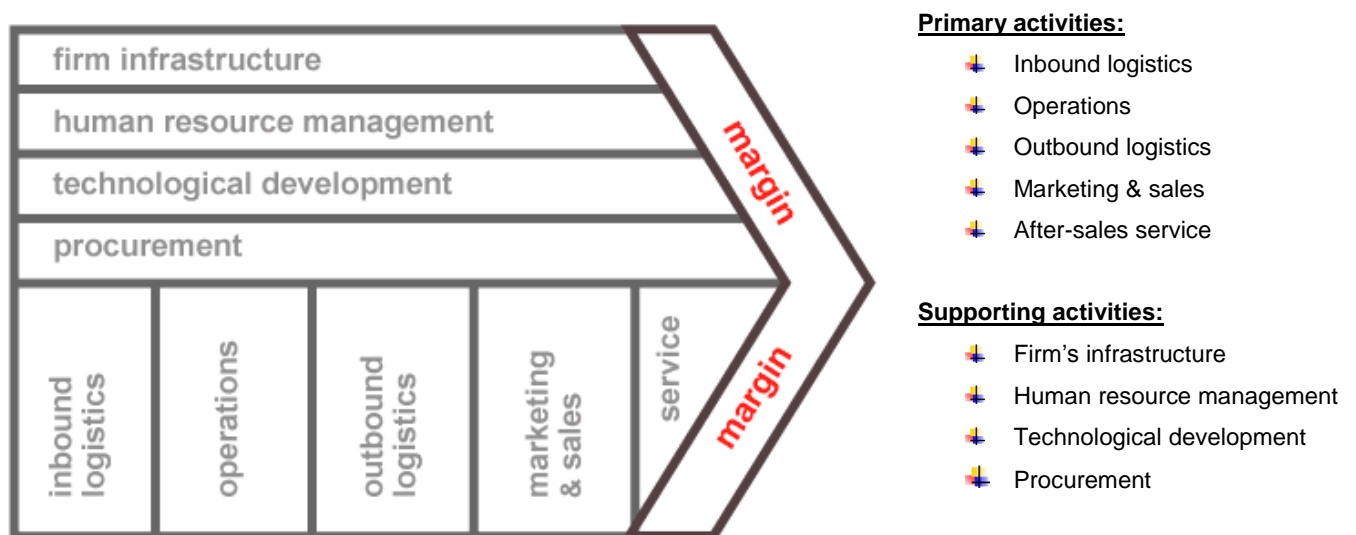 firm infrastructure
human resource management
technological development
procurement
inbound
logistics
operations
outbound
logistics
marketing
& sales
service
margin
margin
Primary activities:
Inbound logistics
Operations
Outbound logistics
Marketing & sales
After-sales service
Supporting activities:
Firm’s infrastructure
Human resource management
Technological development
Procurement